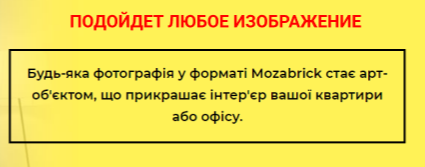 ПОДОЙДЕТ ЛЮБОЕ ИЗОБРАЖЕНИЕ
Будь-яка фотографія у форматі Mozabrick стає арт-
об'єктом, що прикрашає інтер'єр вашої квартири
або офісу.